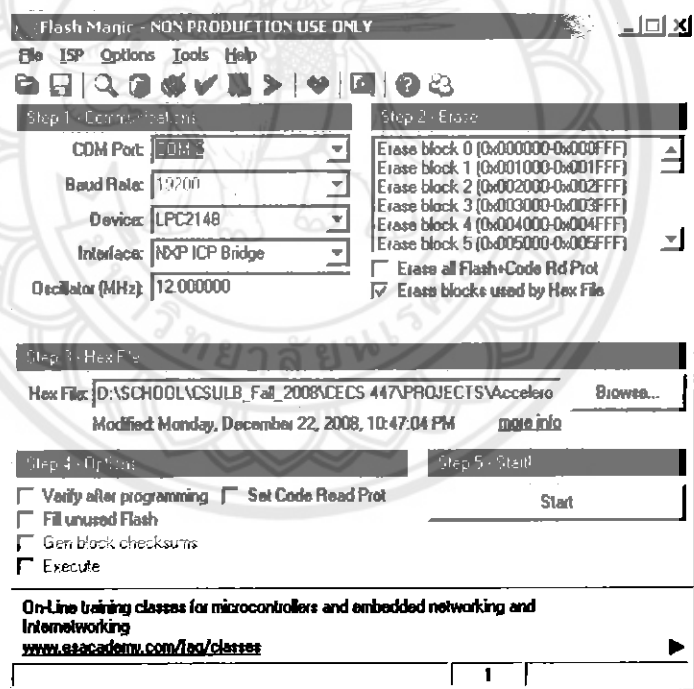 Flash Magic - NON PRODUCTION USE ONLY
File ISP Options Tools Help
Step 1 - Communications
COM Port:
Baud Rate: 19200
Device: LPC2148
Interface: NXP ICP Bridge
Oscillator (MHz): 12.000000
Step 2 - Erase
Erase block 0 (0x000000-0x000FFF)
Erase block 1 (0x001000-0x001FFF)
Erase block 2 (0x002000-0x002FFF)
Erase block 3 (0x003000-0x003FFF)
Erase block 4 (0x004000-0x004FFF)
Erase block 5 (0x005000-0x005FFF)
Erase all Flash+Code Rd Prot
Erase blocks used by Hex File
Step 3 - Hex File
Hex File: D:\SCHOOL\CSULB_Fall_2008\CECS 447\PROJECTS\Accelero Browse...
Modified: Monday, December 22, 2008, 10:47:04 PM more info
Step 4 - Options
Verify after programming Set Code Read Prot
Fill unused Flash
Gen block checksums
Execute
Step 5 - Start!
Start
On-Line training classes for microcontrollers and embedded networking and
Internetworking
www.esacademy.com/faq/classes
1